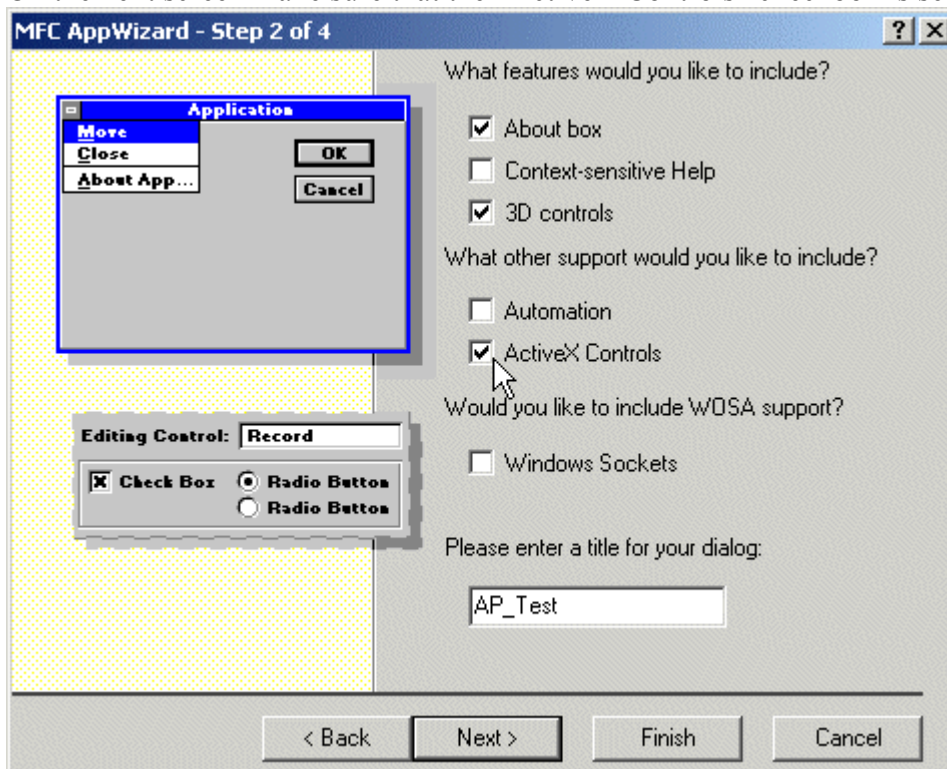 MFC AppWizard - Step 2 of 4
What features would you like to include?
Application
Move
Close
About App...
OK
Cancel
About box
Context-sensitive Help
3D controls
What other support would you like to include?
Automation
ActiveX Controls
Would you like to include WOSA support?
Editing Control: Record
Check Box Radio Button
Radio Button
Windows Sockets
Please enter a title for your dialog:
AP_Test
< Back Next > Finish Cancel